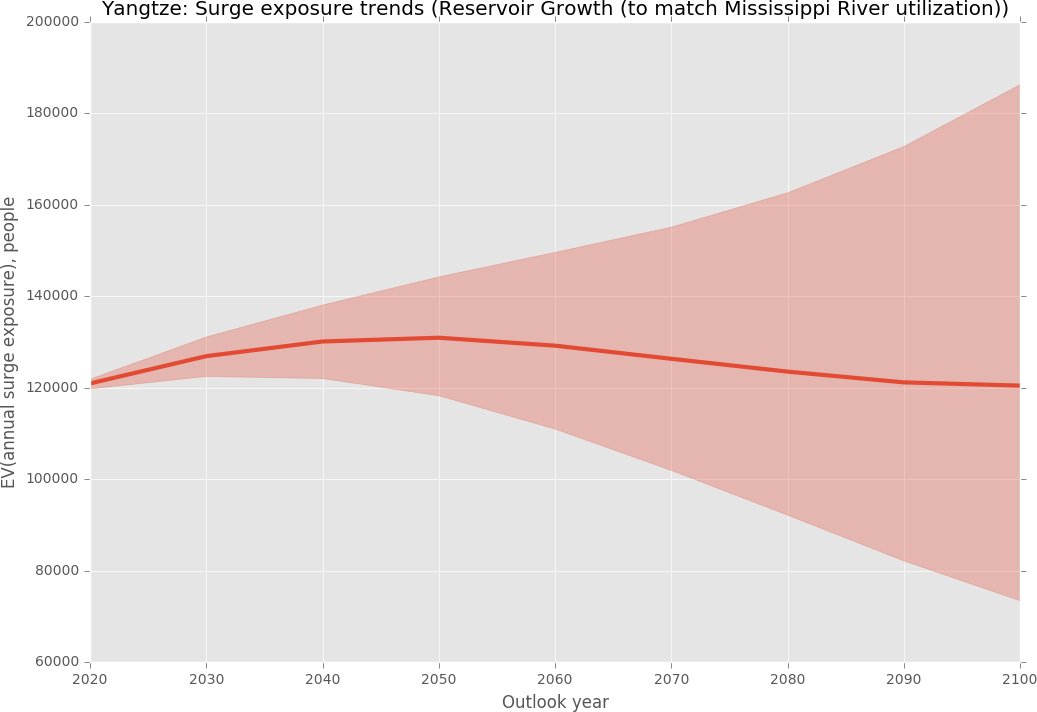 Yangtze: Surge exposure trends (Reservoir Growth (to match Mississippi River utilization))
EV(annual surge exposure), people
200000
180000
160000
140000
120000
100000
80000
60000
2020 2030 2040 2050 2060 2070 2080 2090 2100
Outlook year